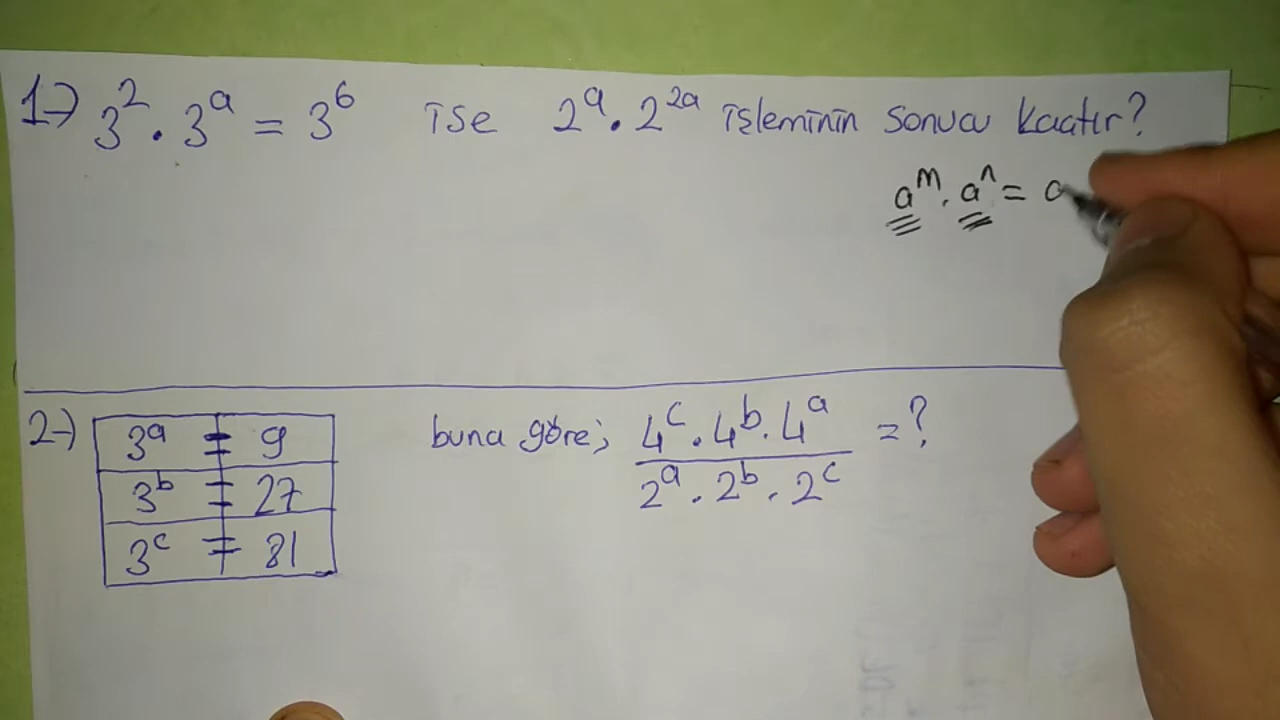 1-) 3² . 3ᵃ = 3⁶ ise 2ᵃ . 2²ᵃ işleminin sonucu kaçtır?
aᵐ . aⁿ = a
2-) 3ᵃ = 9 buna göre; (4ᶜ . 4ᵇ . 4ᵃ) / (2ᵃ . 2ᵇ . 2ᶜ) = ?
3ᵇ = 27
3ᶜ = 81